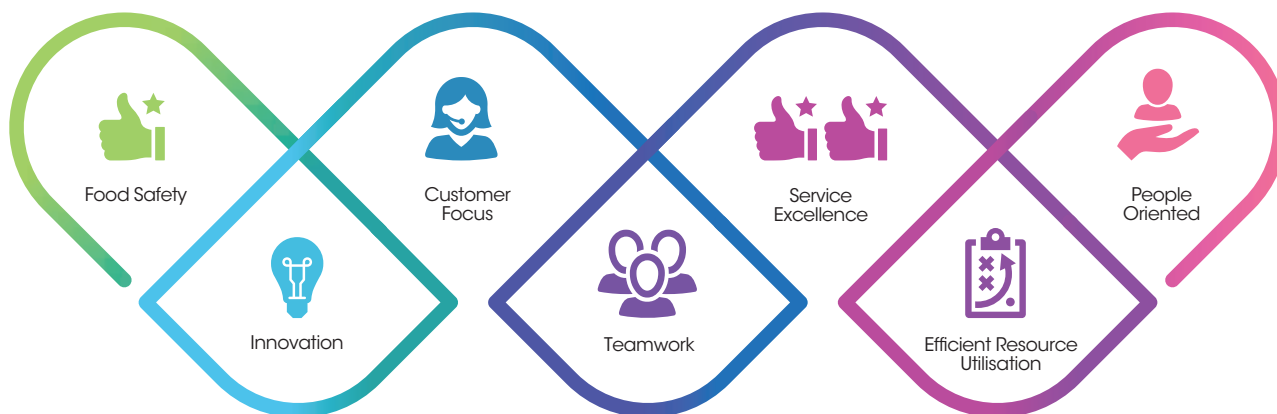 Food Safety
Innovation
Customer
Focus
Teamwork
Service
Excellence
Efficient Resource
Utilisation
People
Oriented